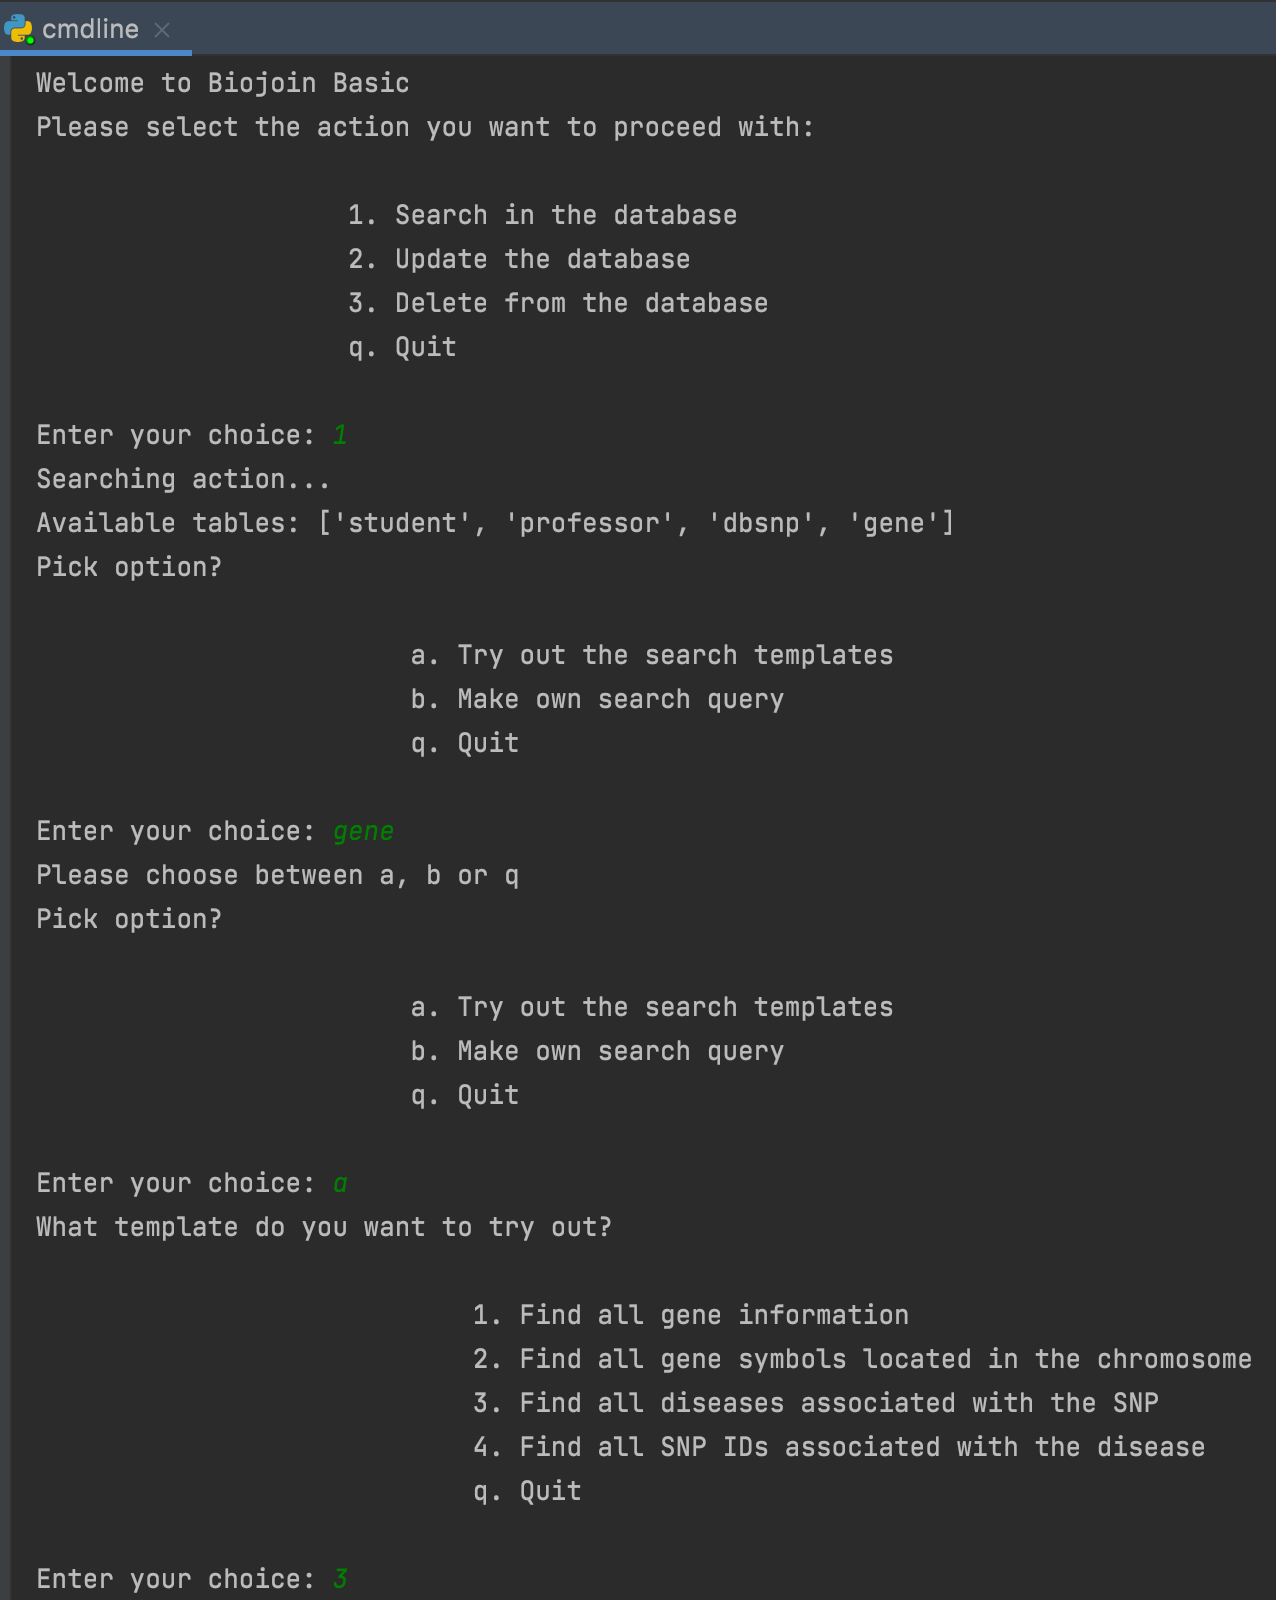 cmdline
Welcome to Biojoin Basic
Please select the action you want to proceed with:
1. Search in the database
2. Update the database
3. Delete from the database
q. Quit
Enter your choice: 1
Searching action...
Available tables: ['student', 'professor', 'dbsnp', 'gene']
Pick option?
a. Try out the search templates
b. Make own search query
q. Quit
Enter your choice: gene
Please choose between a, b or q
Pick option?
a. Try out the search templates
b. Make own search query
q. Quit
Enter your choice: a
What template do you want to try out?
1. Find all gene information
2. Find all gene symbols located in the chromosome
3. Find all diseases associated with the SNP
4. Find all SNP IDs associated with the disease
q. Quit
Enter your choice: 3